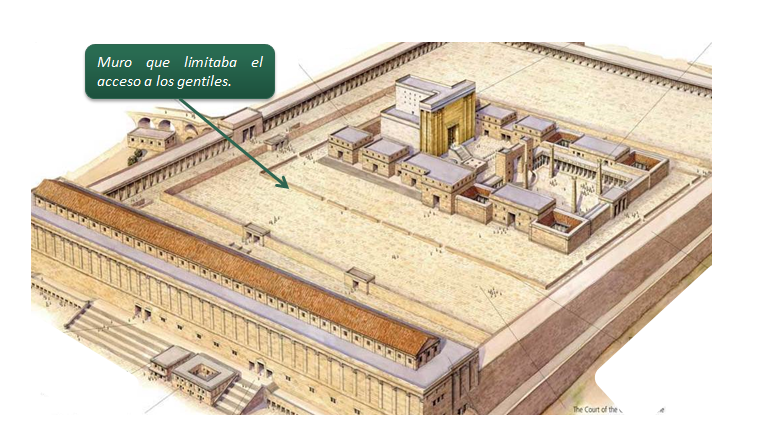 Muro que limitaba el
acceso a los gentiles.
The Court of the